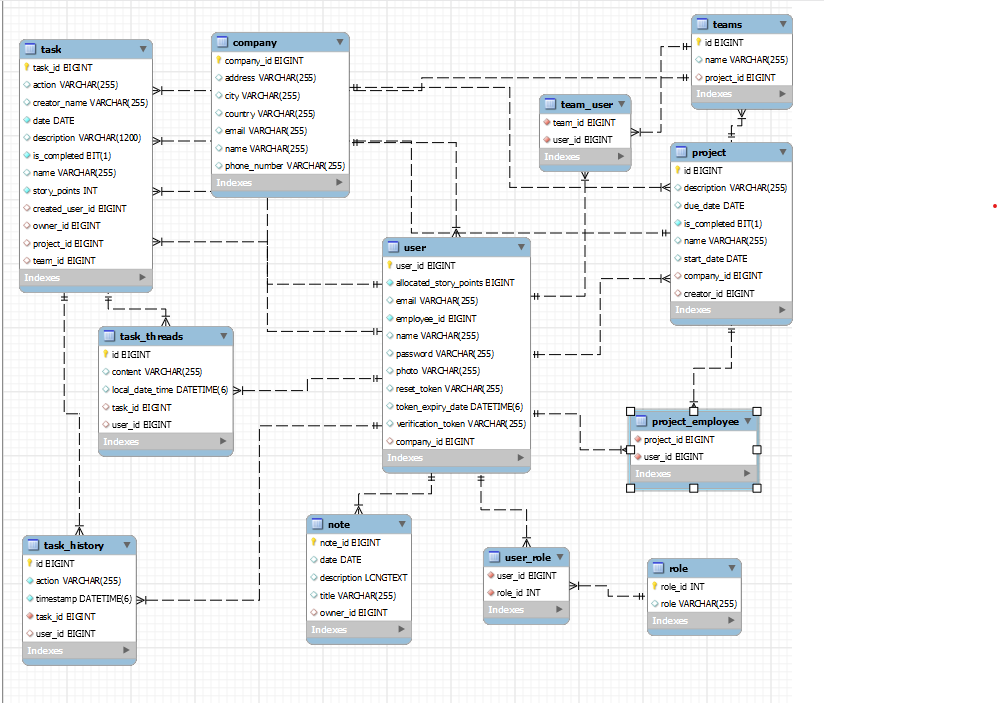 task
task_id BIGINT
action VARCHAR(255)
creator_name VARCHAR(255)
date DATE
description VARCHAR(1200)
is_completed BIT(1)
name VARCHAR(255)
story_points INT
created_user_id BIGINT
owner_id BIGINT
project_id BIGINT
team_id BIGINT
Indexes
company
company_id BIGINT
address VARCHAR(255)
city VARCHAR(255)
country VARCHAR(255)
email VARCHAR(255)
name VARCHAR(255)
phone_number VARCHAR(255)
Indexes
teams
id BIGINT
name VARCHAR(255)
project_id BIGINT
Indexes
team_user
team_id BIGINT
user_id BIGINT
Indexes
project
id BIGINT
description VARCHAR(255)
due_date DATE
is_completed BIT(1)
name VARCHAR(255)
start_date DATE
company_id BIGINT
creator_id BIGINT
Indexes
user
user_id BIGINT
allocated_story_points BIGINT
email VARCHAR(255)
employee_id BIGINT
name VARCHAR(255)
password VARCHAR(255)
photo VARCHAR(255)
reset_token VARCHAR(255)
token_expiry_date DATETIME(6)
verification_token VARCHAR(255)
company_id BIGINT
Indexes
task_threads
id BIGINT
content VARCHAR(255)
local_date_time DATETIME(6)
task_id BIGINT
user_id BIGINT
Indexes
project_employee
project_id BIGINT
user_id BIGINT
Indexes
task_history
id BIGINT
action VARCHAR(255)
timestamp DATETIME(6)
task_id BIGINT
user_id BIGINT
Indexes
note
note_id BIGINT
date DATE
description LONGTEXT
title VARCHAR(255)
owner_id BIGINT
Indexes
user_role
user_id BIGINT
role_id INT
Indexes
role
role_id INT
role VARCHAR(255)
Indexes